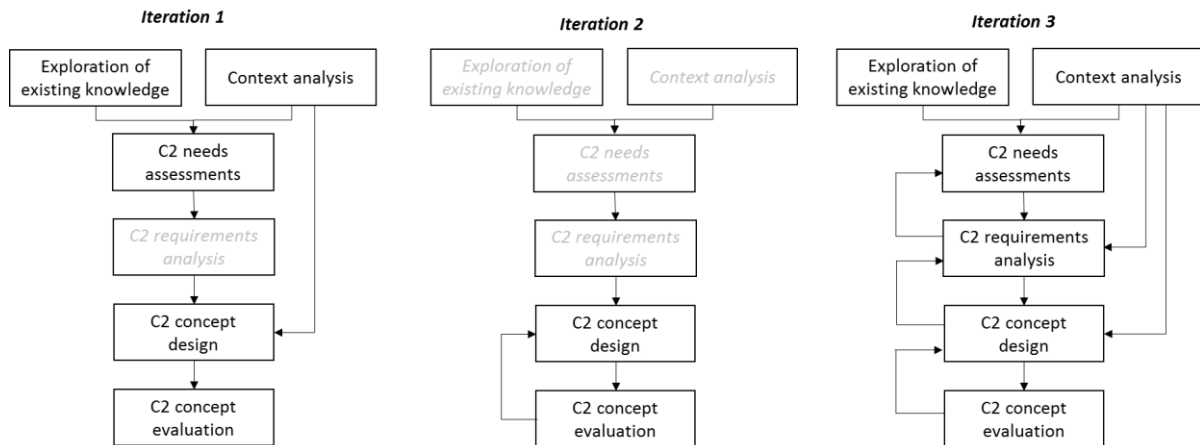 Iteration 1
Exploration of
existing knowledge
Context analysis
C2 needs
assessments
C2 requirements
analysis
C2 concept
design
C2 concept
evaluation
Iteration 2
Exploration of
existing knowledge
Context analysis
C2 needs
assessments
C2 requirements
analysis
C2 concept
design
C2 concept
evaluation
Iteration 3
Exploration of
existing knowledge
Context analysis
C2 needs
assessments
C2 requirements
analysis
C2 concept
design
C2 concept
evaluation